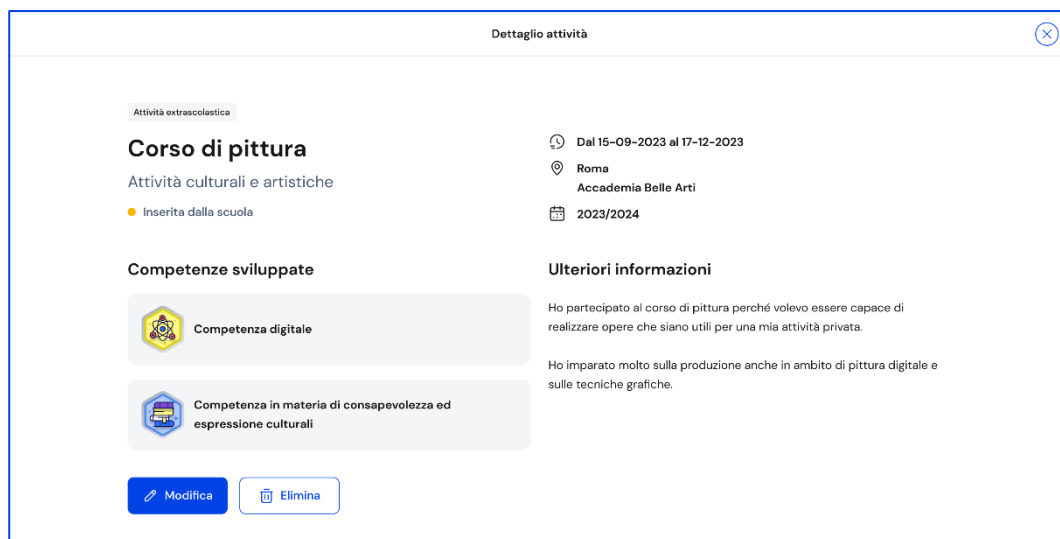 Dettaglio attività
Attività extrascolastica
Corso di pittura
Attività culturali e artistiche
Inserita dalla scuola
Dal 15-09-2023 al 17-12-2023
Roma
Accademia Belle Arti
2023/2024
Competenze sviluppate
Competenza digitale
Competenza in materia di consapevolezza ed
espressione culturali
Ulteriori informazioni
Ho partecipato al corso di pittura perché volevo essere capace di
realizzare opere che siano utili per una mia attività privata.
Ho imparato molto sulla produzione anche in ambito di pittura digitale e
sulle tecniche grafiche.
Modifica
Elimina